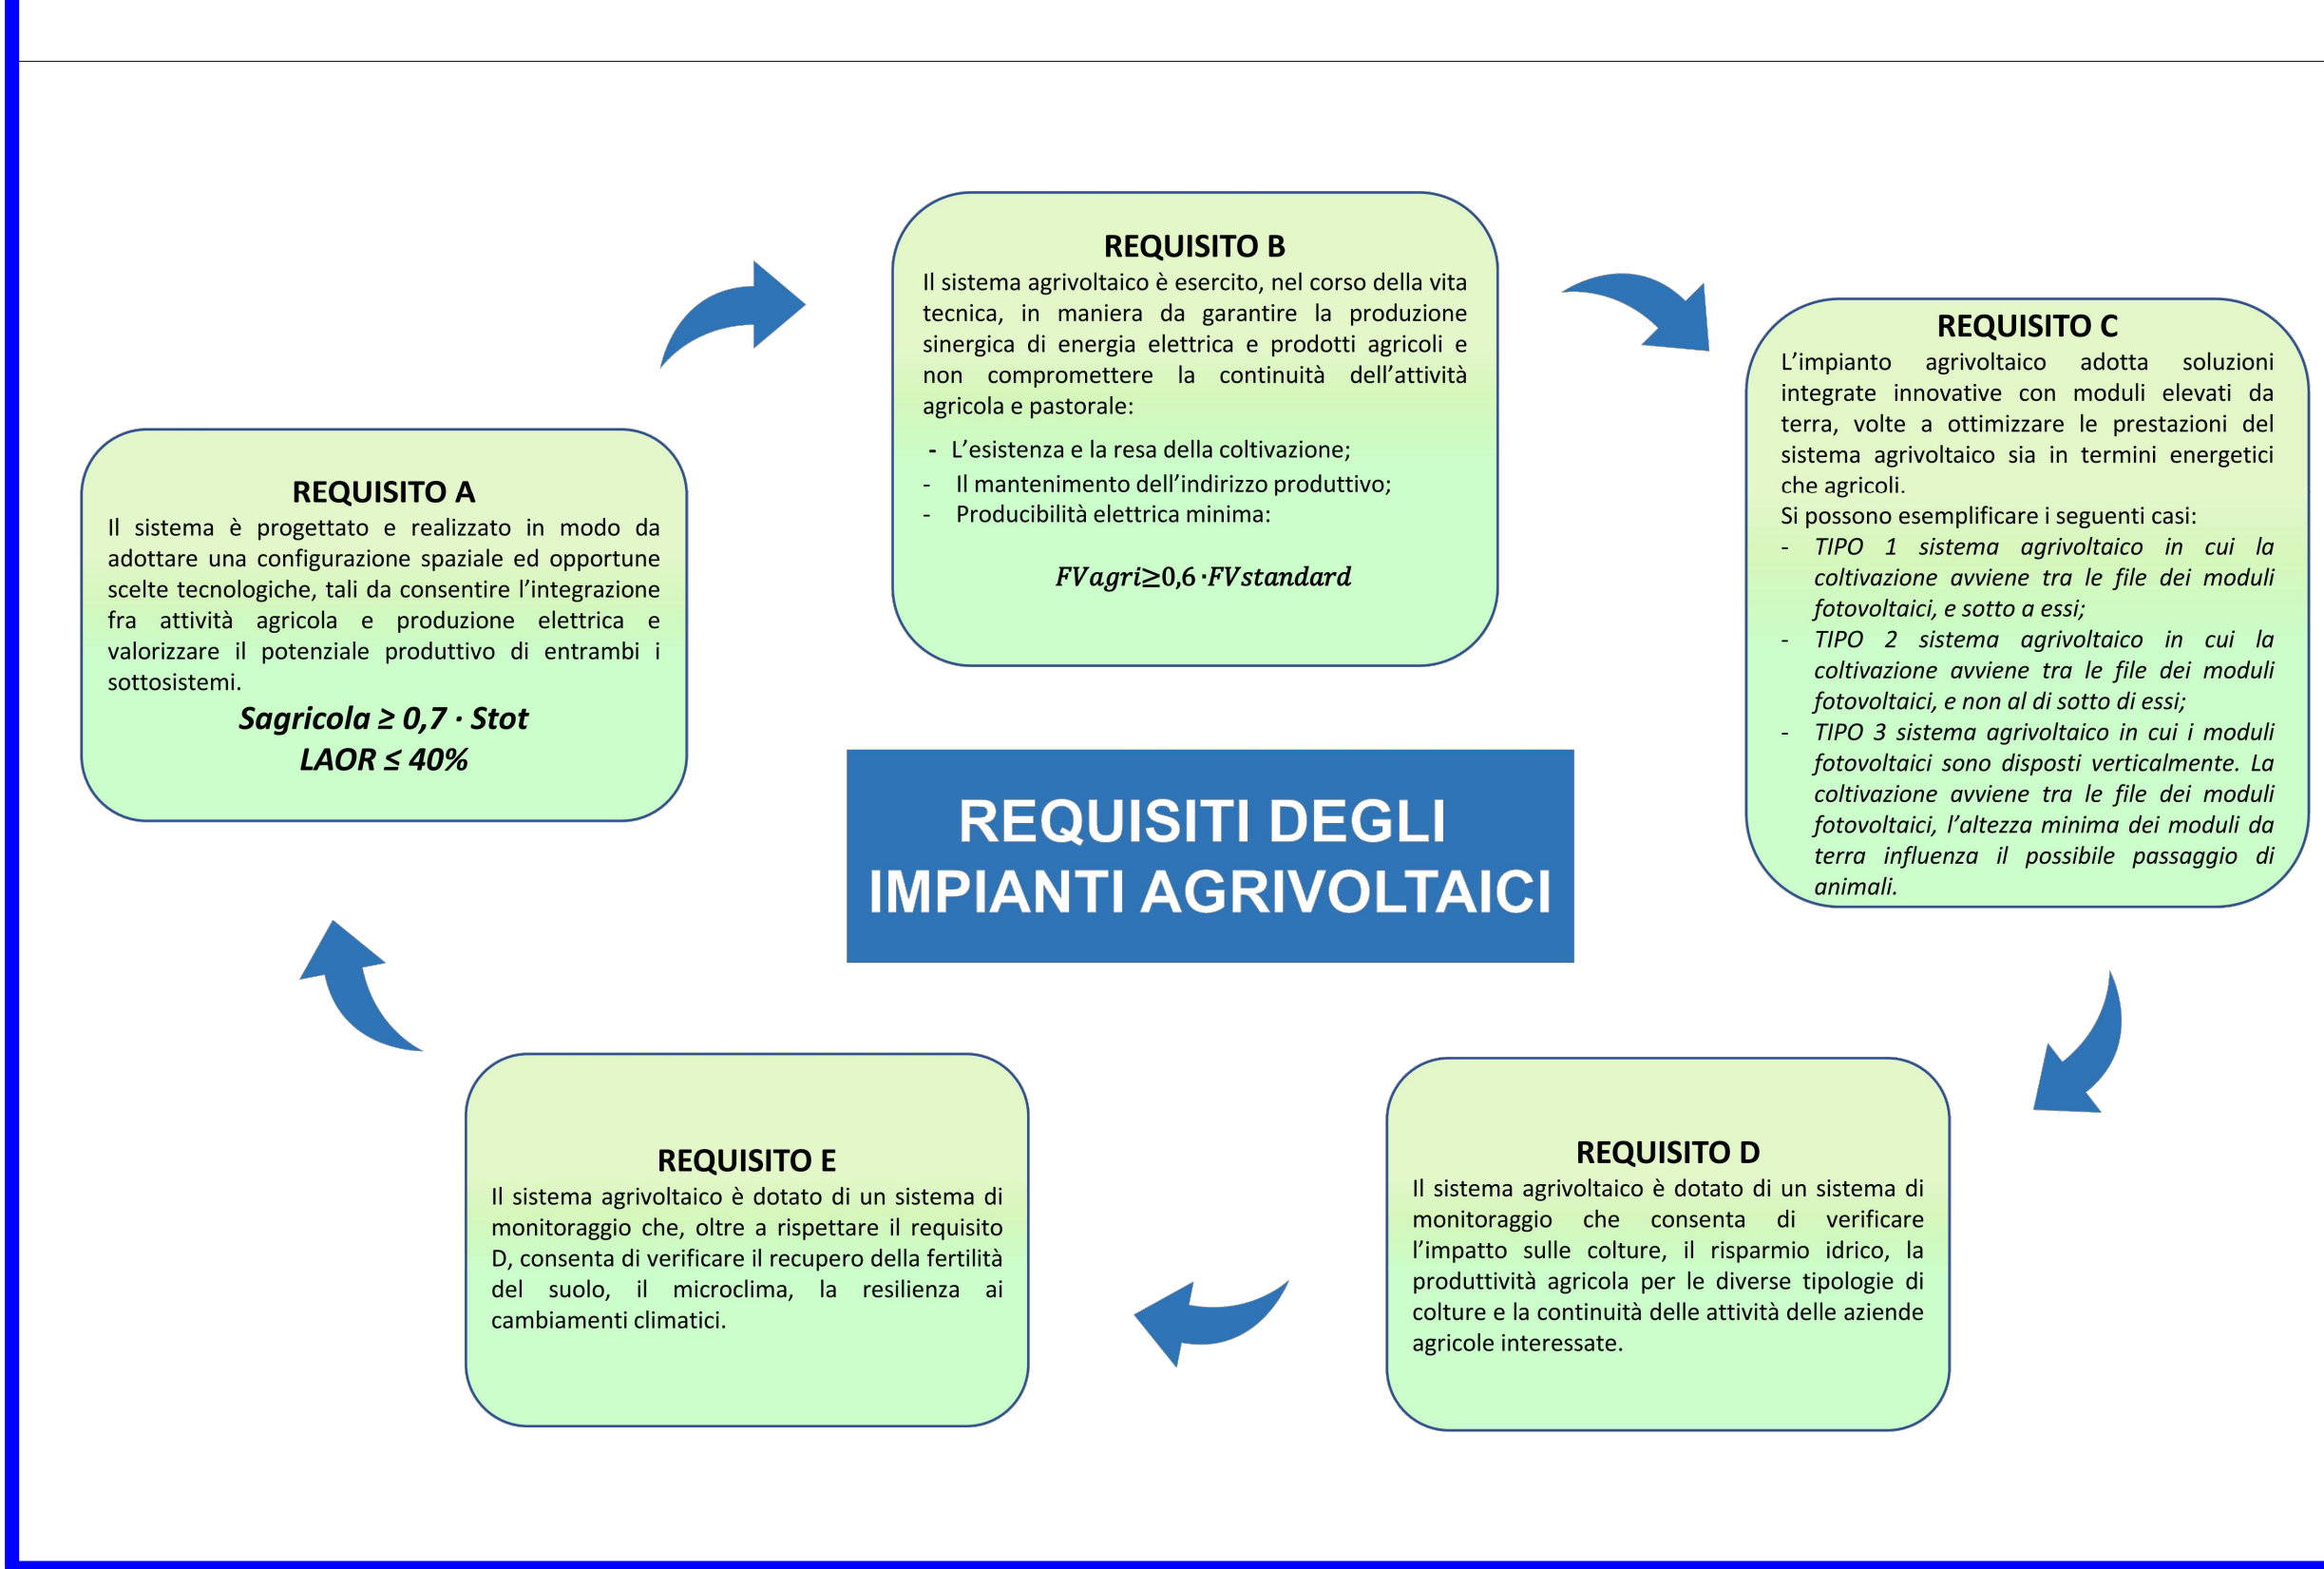 REQUISITO A
Il sistema è progettato e realizzato in modo da
adottare una configurazione spaziale ed opportune
scelte tecnologiche, tali da consentire l’integrazione
fra attività agricola e produzione elettrica e
valorizzare il potenziale produttivo di entrambi i
sottosistemi.
Sagricola ≥ 0,7 · Stot
LAOR ≤ 40%
REQUISITO B
Il sistema agrivoltaico è esercito, nel corso della vita
tecnica, in maniera da garantire la produzione
sinergica di energia elettrica e prodotti agricoli e
non compromettere la continuità dell’attività
agricola e pastorale:
- L’esistenza e la resa della coltivazione;
- Il mantenimento dell’indirizzo produttivo;
- Producibilità elettrica minima:
FVagri≥0,6 ·FVstandard
REQUISITO C
L’impianto agrivoltaico adotta soluzioni
integrate innovative con moduli elevati da
terra, volte a ottimizzare le prestazioni del
sistema agrivoltaico sia in termini energetici
che agricoli.
Si possono esemplificare i seguenti casi:
- TIPO 1 sistema agrivoltaico in cui la
coltivazione avviene tra le file dei moduli
fotovoltaici, e sotto a essi;
- TIPO 2 sistema agrivoltaico in cui la
coltivazione avviene tra le file dei moduli
fotovoltaici, e non al di sotto di essi;
- TIPO 3 sistema agrivoltaico in cui i moduli
fotovoltaici sono disposti verticalmente. La
coltivazione avviene tra le file dei moduli
fotovoltaici, l’altezza minima dei moduli da
terra influenza il possibile passaggio di
animali.
REQUISITI DEGLI
IMPIANTI AGRIVOLTAICI
REQUISITO E
Il sistema agrivoltaico è dotato di un sistema di
monitoraggio che, oltre a rispettare il requisito
D, consenta di verificare il recupero della fertilità
del suolo, il microclima, la resilienza ai
cambiamenti climatici.
REQUISITO D
Il sistema agrivoltaico è dotato di un sistema di
monitoraggio che consenta di verificare
l’impatto sulle colture, il risparmio idrico, la
produttività agricola per le diverse tipologie di
colture e la continuità delle attività delle aziende
agricole interessate.